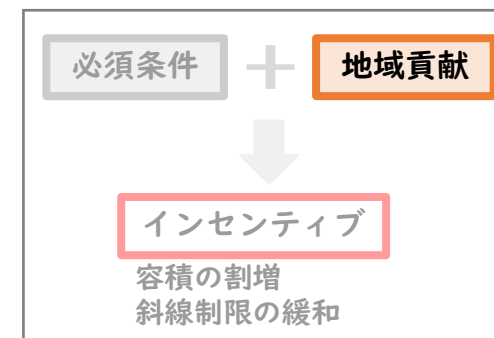 必須条件 + 地域貢献
インセンティブ
容積の割増
斜線制限の緩和